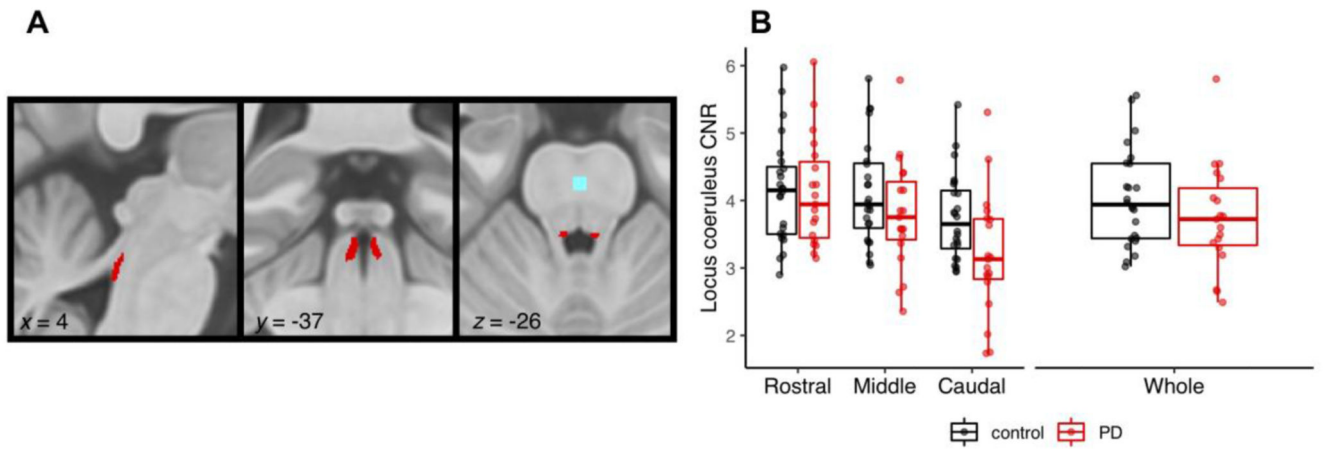 A
x = 4
y = -37
z = -26
B
Locus coeruleus CNR
6
5
4
3
2
Rostral Middle Caudal Whole
control PD